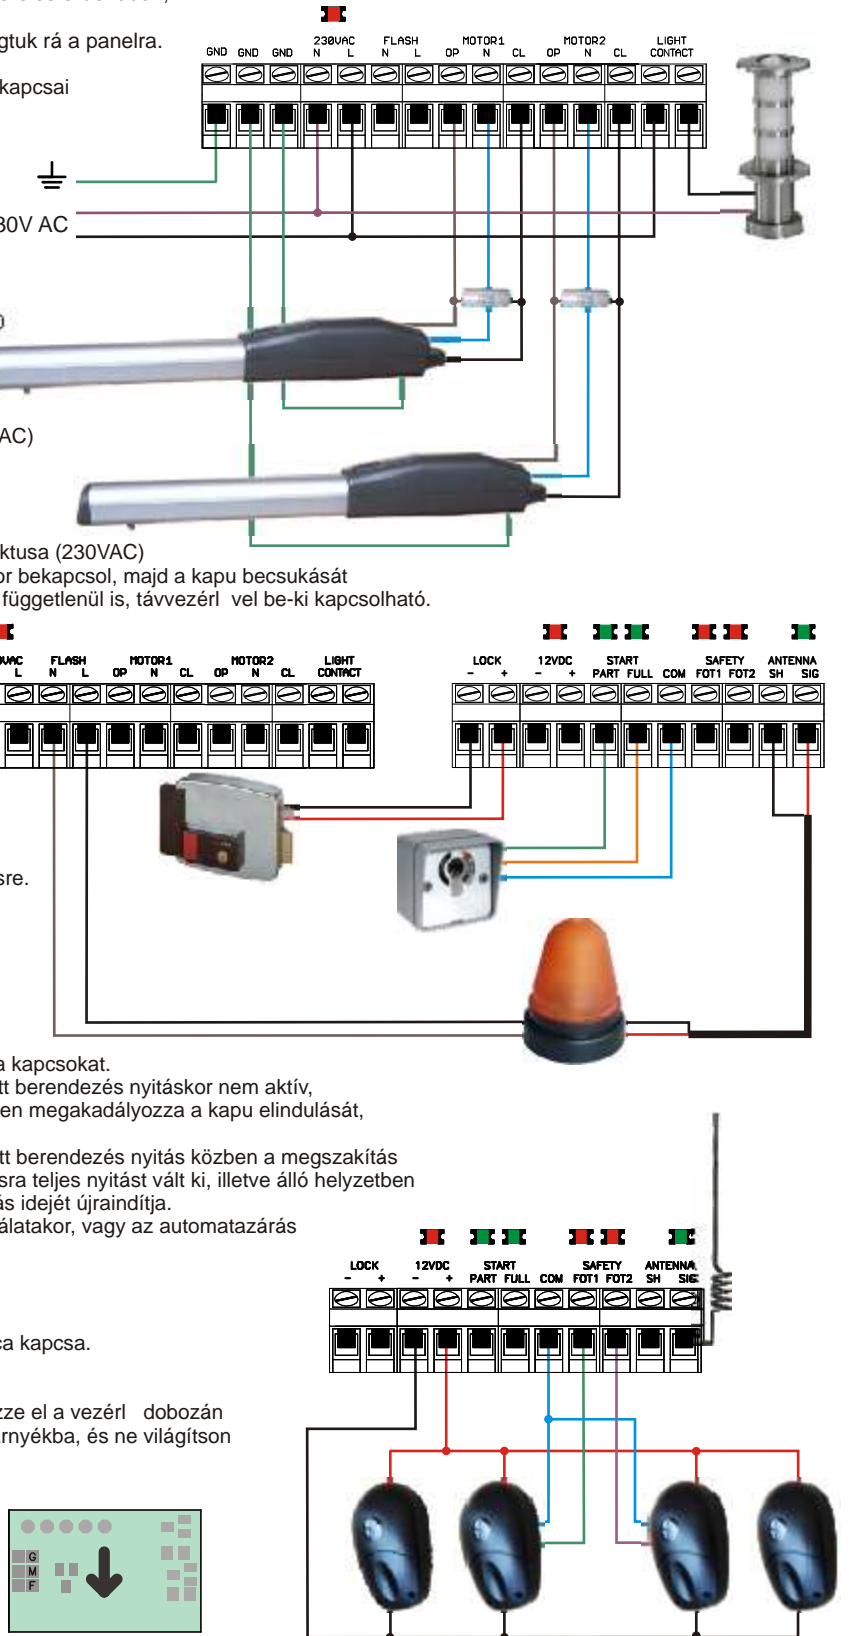 gtuk rá a panelra.
kapcsai
230VAC FLASH MOTOR1 MOTOR2 LIGHT
GND GND GND N L N L OP N CL OP N CL CONTACT
30V AC
AC)
ktusa (230VAC)
or bekapcsol, majd a kapu becsukását
függetlenül is, távvezérl vel be-ki kapcsolható.
VAC FLASH MOTOR1 MOTOR2 LIGHT
L N L OP N CL OP N CL CONTACT
LOCK 12VDC START SAFETY ANTENNA
- + - + PART FULL COM FOT1 FOT2 SH SIG
sre.
a kapcsokat.
tt berendezés nyitáskor nem aktív,
en megakadályozza a kapu elindulását,
tt berendezés nyitás közben a megszakítás
sra teljes nyitást vált ki, illetve álló helyzetben
ás idejét újraindítja.
álatakor, vagy az automatazárás
LOCK 12VDC START SAFETY ANTENNA
- + - + PART FULL COM FOT1 FOT2 SH SIG
ca kapcsa.
zze el a vezérl dobozán
árnyékba, és ne világítson
G
M
F